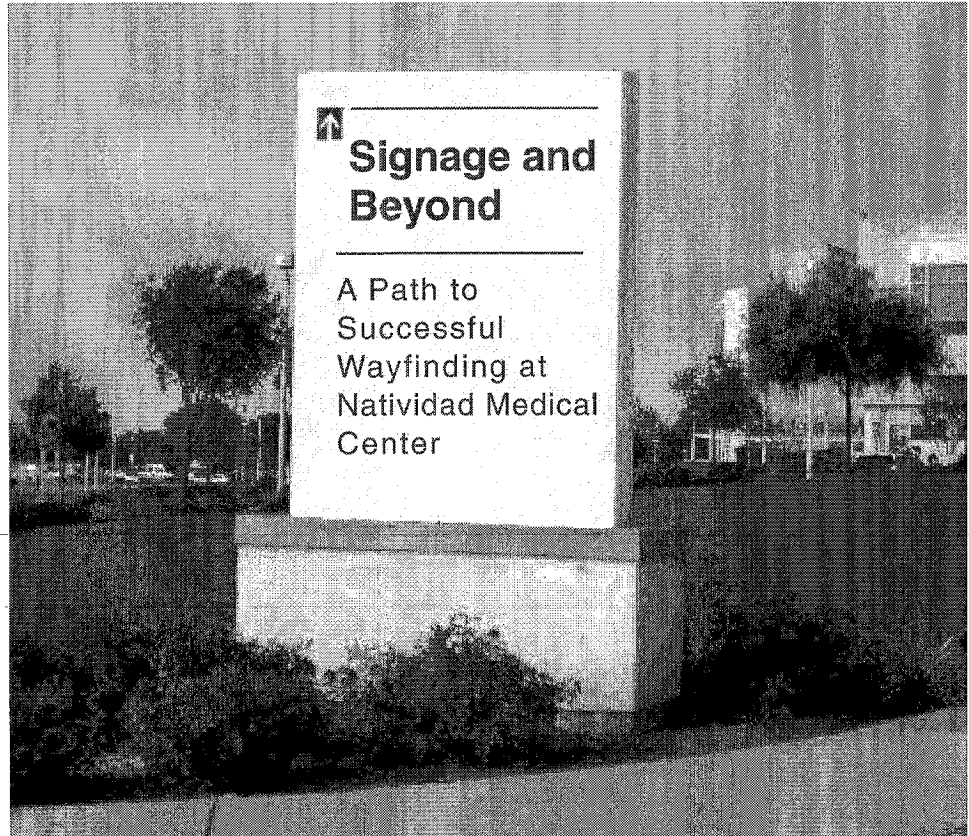 Signage and
Beyond
A Path to
Successful
Wayfinding at
Natividad Medical
Center